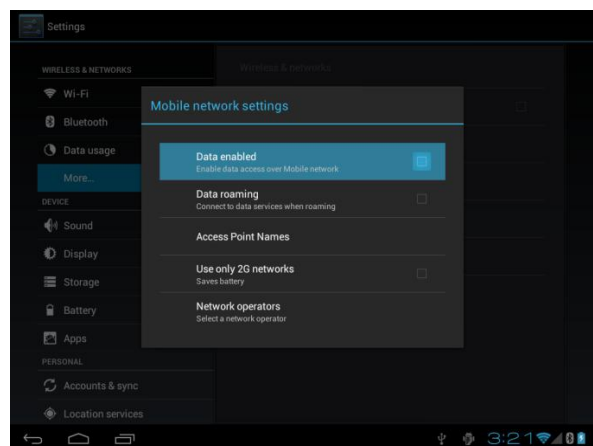 Settings
WIRELESS & NETWORKS
Wi-Fi
Bluetooth
Data usage
More...
DEVICE
Sound
Display
Storage
Battery
Apps
PERSONAL
Accounts & sync
Location services
Wireless & networks
Mobile network settings
Data enabled
Enable data access over Mobile network
Data roaming
Connect to data services when roaming
Access Point Names
Use only 2G networks
Saves battery
Network operators
Select a network operator
3:21